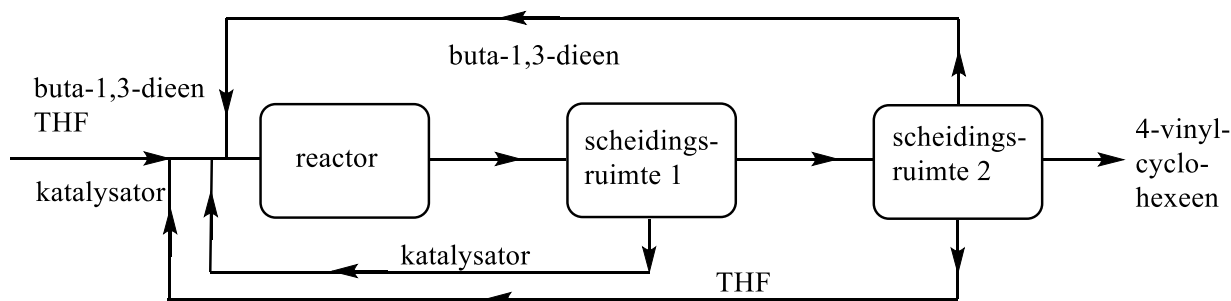 buta-1,3-dieen
buta-1,3-dieen
THF
katalysator
reactor
scheidings-
ruimte 1
scheidings-
ruimte 2
4-vinyl-
cyclo-
hexeen
katalysator
THF